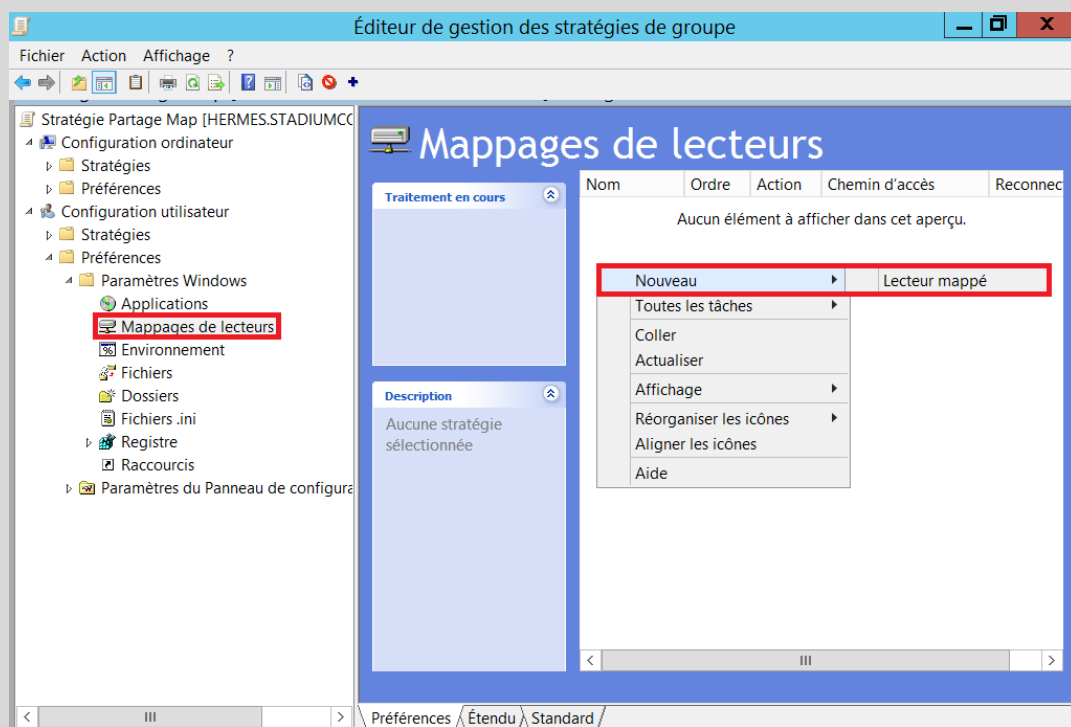 Éditeur de gestion des stratégies de groupe
Fichier Action Affichage ?
Stratégie Partage Map [HERMES.STADIUMCC
Configuration ordinateur
Stratégies
Préférences
Configuration utilisateur
Stratégies
Préférences
Paramètres Windows
Applications
Mappages de lecteurs
Environnement
Fichiers
Dossiers
Fichiers .ini
Registre
Raccourcis
Paramètres du Panneau de configura
Mappages de lecteurs
Traitement en cours
Description
Aucune stratégie
sélectionnée
Nom Ordre Action Chemin d'accès Reconnec
Aucun élément à afficher dans cet aperçu.
Nouveau
Lecteur mappé
Toutes les tâches
Coller
Actualiser
Affichage
Réorganiser les icônes
Aligner les icônes
Aide
Préférences Étendu Standard